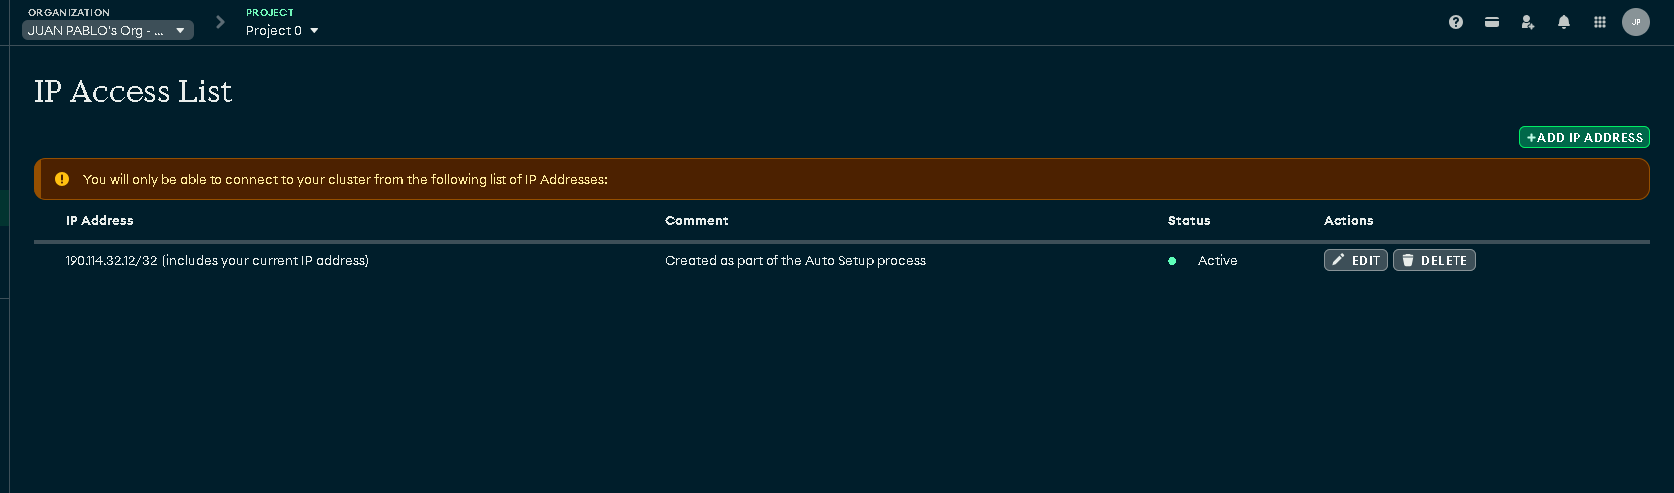 ORGANIZATION
JUAN PABLO's Org - ...
PROJECT
Project 0
JP
IP Access List
+ADD IP ADDRESS
You will only be able to connect to your cluster from the following list of IP Addresses:
IP Address Comment Status Actions
190.114.32.12/32 (includes your current IP address) Created as part of the Auto Setup process Active EDIT DELETE